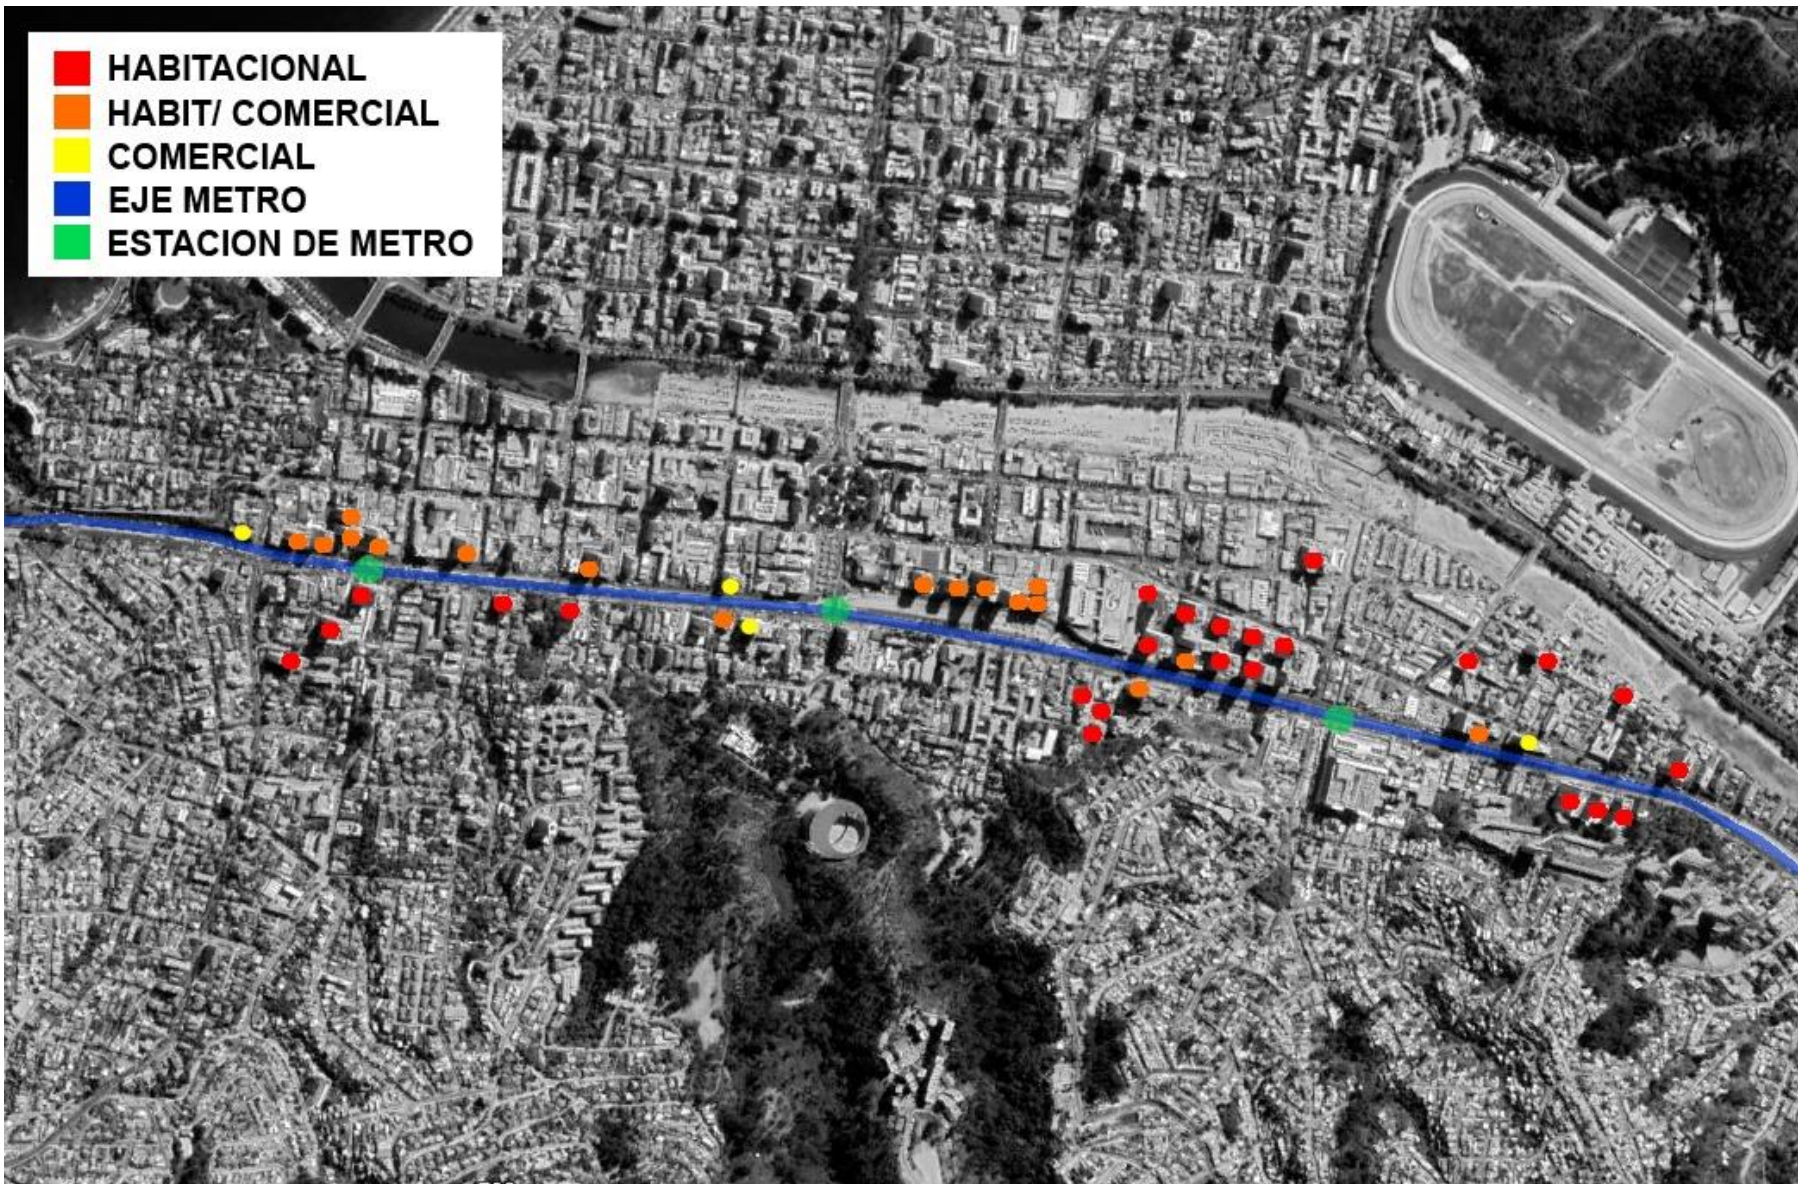 HABITACIONAL
HABIT/ COMERCIAL
COMERCIAL
EJE METRO
ESTACION DE METRO